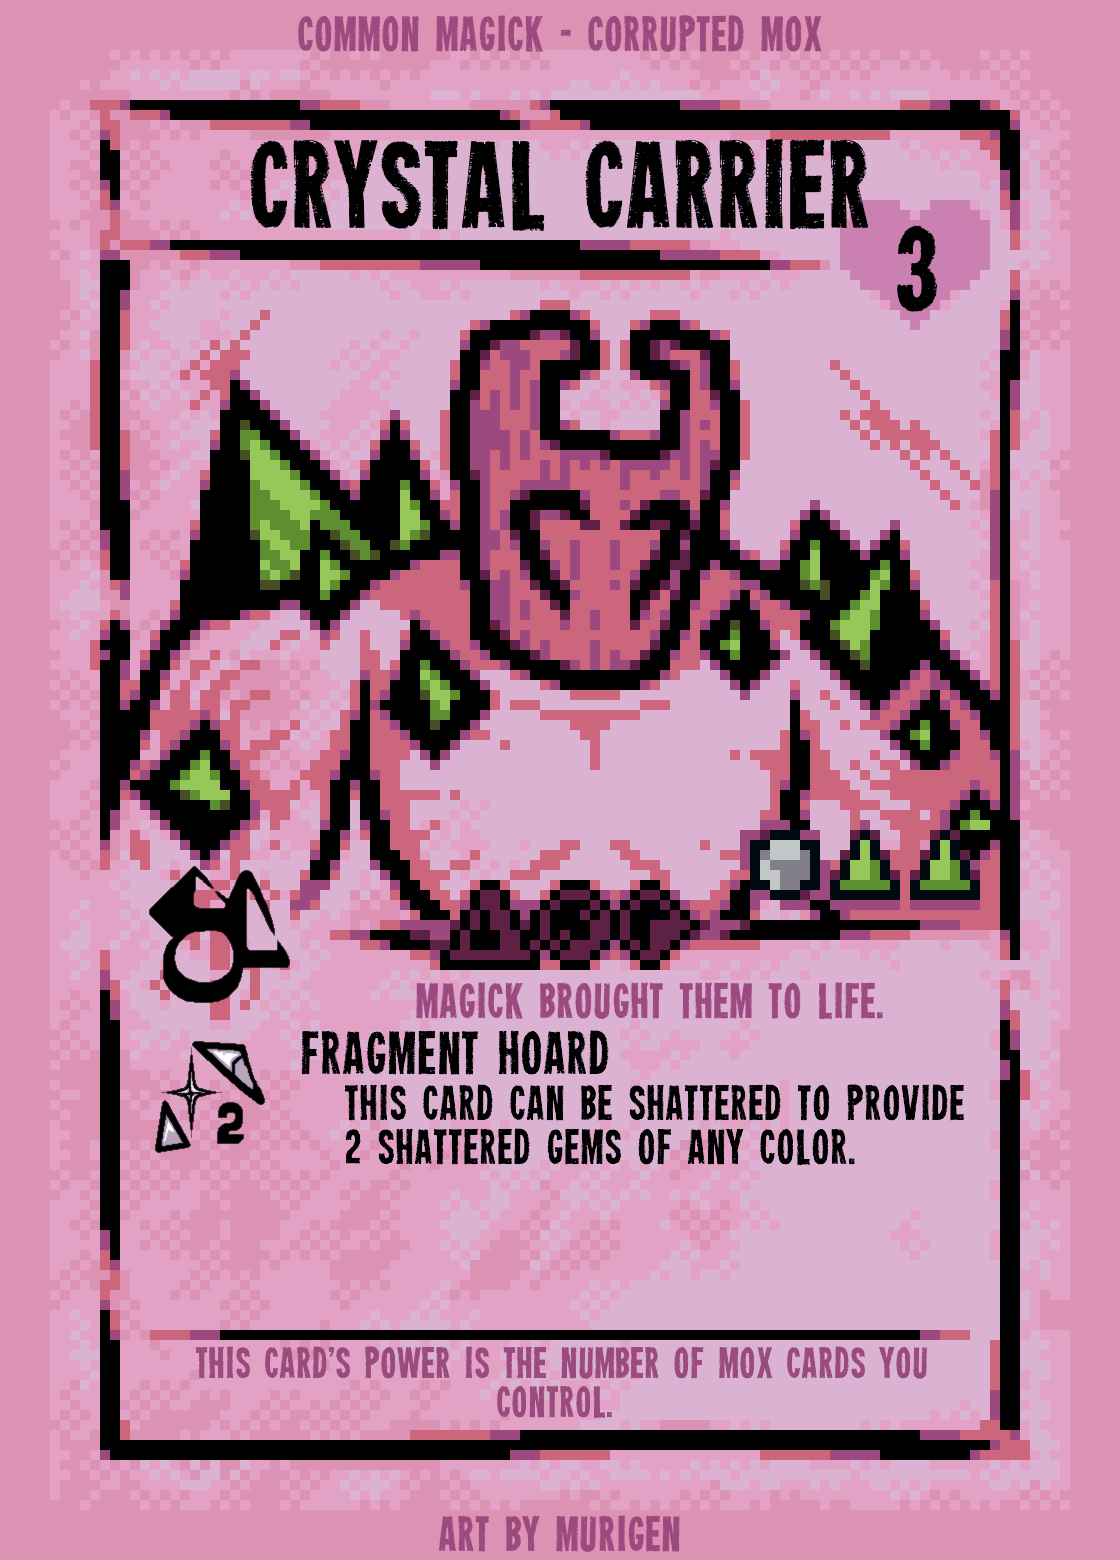 COMMON MAGICK - CORRUPTED MOX
CRYSTAL CARRIER
3
MAGICK BROUGHT THEM TO LIFE.
FRAGMENT HOARD
2
THIS CARD CAN BE SHATTERED TO PROVIDE
2 SHATTERED GEMS OF ANY COLOR.
THIS CARD'S POWER IS THE NUMBER OF MOX CARDS YOU
CONTROL.
ART BY MURIGEN